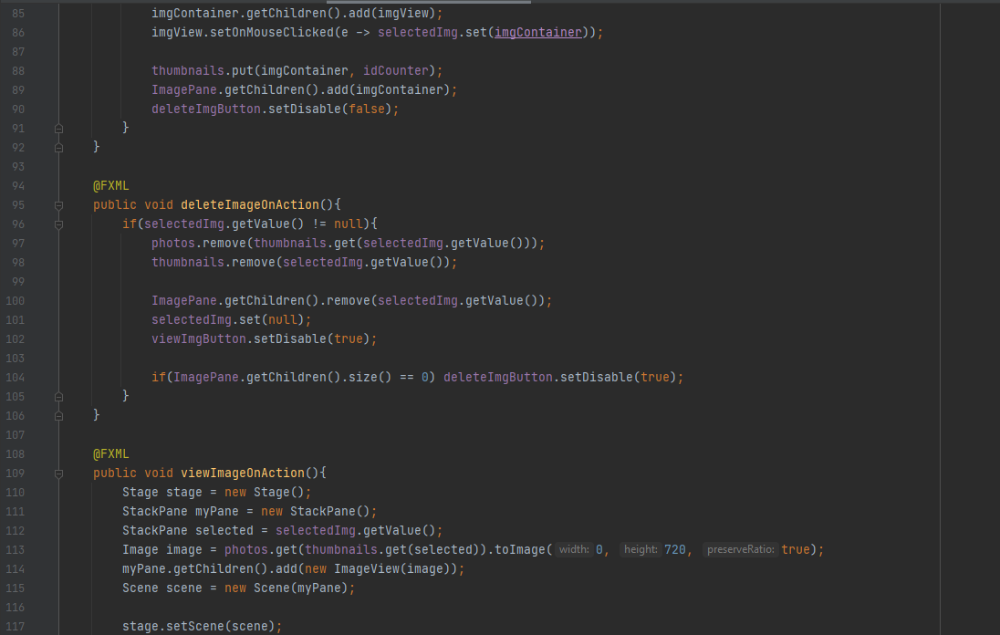 85 imgContainer.getChildren().add(imgView);
86 imgView.setOnMouseClicked(e -> selectedImg.set(imgContainer));
87
88 thumbnails.put(imgContainer, idCounter);
89 ImagePane.getChildren().add(imgContainer);
90 deleteImgButton.setDisable(false);
91 }
92 }
93
94 @FXML
95 public void deleteImageOnAction(){
96 if(selectedImg.getValue() != null){
97 photos.remove(thumbnails.get(selectedImg.getValue()));
98 thumbnails.remove(selectedImg.getValue());
99
100 ImagePane.getChildren().remove(selectedImg.getValue());
101 selectedImg.set(null);
102 viewImgButton.setDisable(true);
103
104 if(ImagePane.getChildren().size() == 0) deleteImgButton.setDisable(true);
105 }
106 }
107
108 @FXML
109 public void viewImageOnAction(){
110 Stage stage = new Stage();
111 StackPane myPane = new StackPane();
112 StackPane selected = selectedImg.getValue();
113 Image image = photos.get(thumbnails.get(selected)).toImage( width: 0, height: 720, preserveRatio: true);
114 myPane.getChildren().add(new ImageView(image));
115 Scene scene = new Scene(myPane);
116
117 stage.setScene(scene);